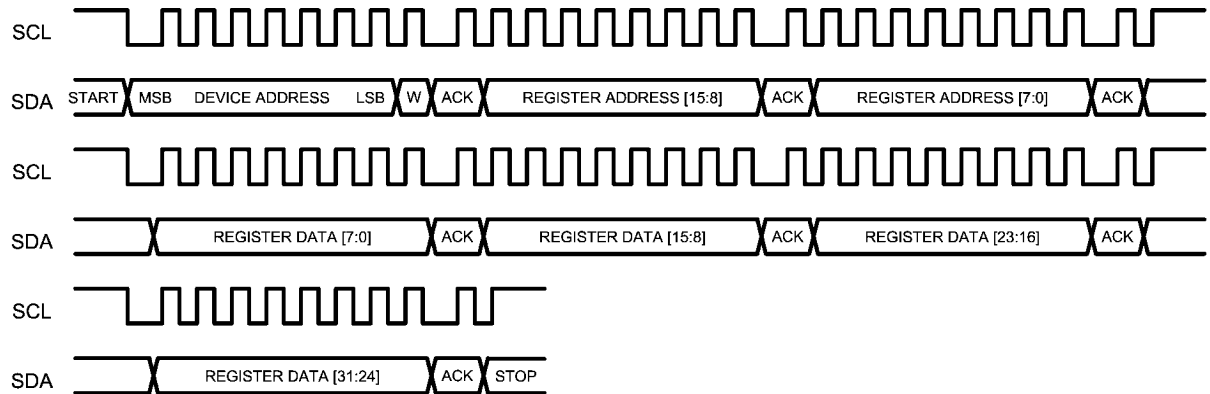 SCL
SDA START MSB DEVICE ADDRESS LSB W ACK REGISTER ADDRESS [15:8] ACK REGISTER ADDRESS [7:0] ACK
SCL
SDA REGISTER DATA [7:0] ACK REGISTER DATA [15:8] ACK REGISTER DATA [23:16] ACK
SCL
SDA REGISTER DATA [31:24] ACK STOP